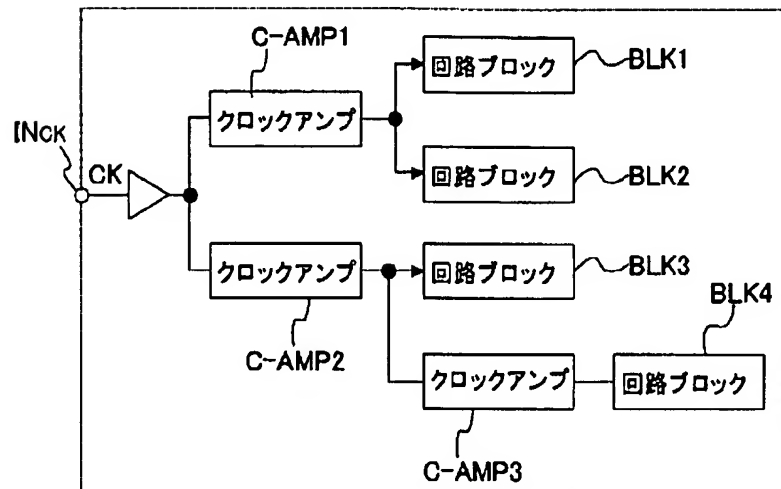 C-AMP1
回路ブロック
BLK1
クロックアンプ
INCK
CK
回路ブロック
BLK2
クロックアンプ
回路ブロック
BLK3
BLK4
C-AMP2
クロックアンプ
回路ブロック
C-AMP3